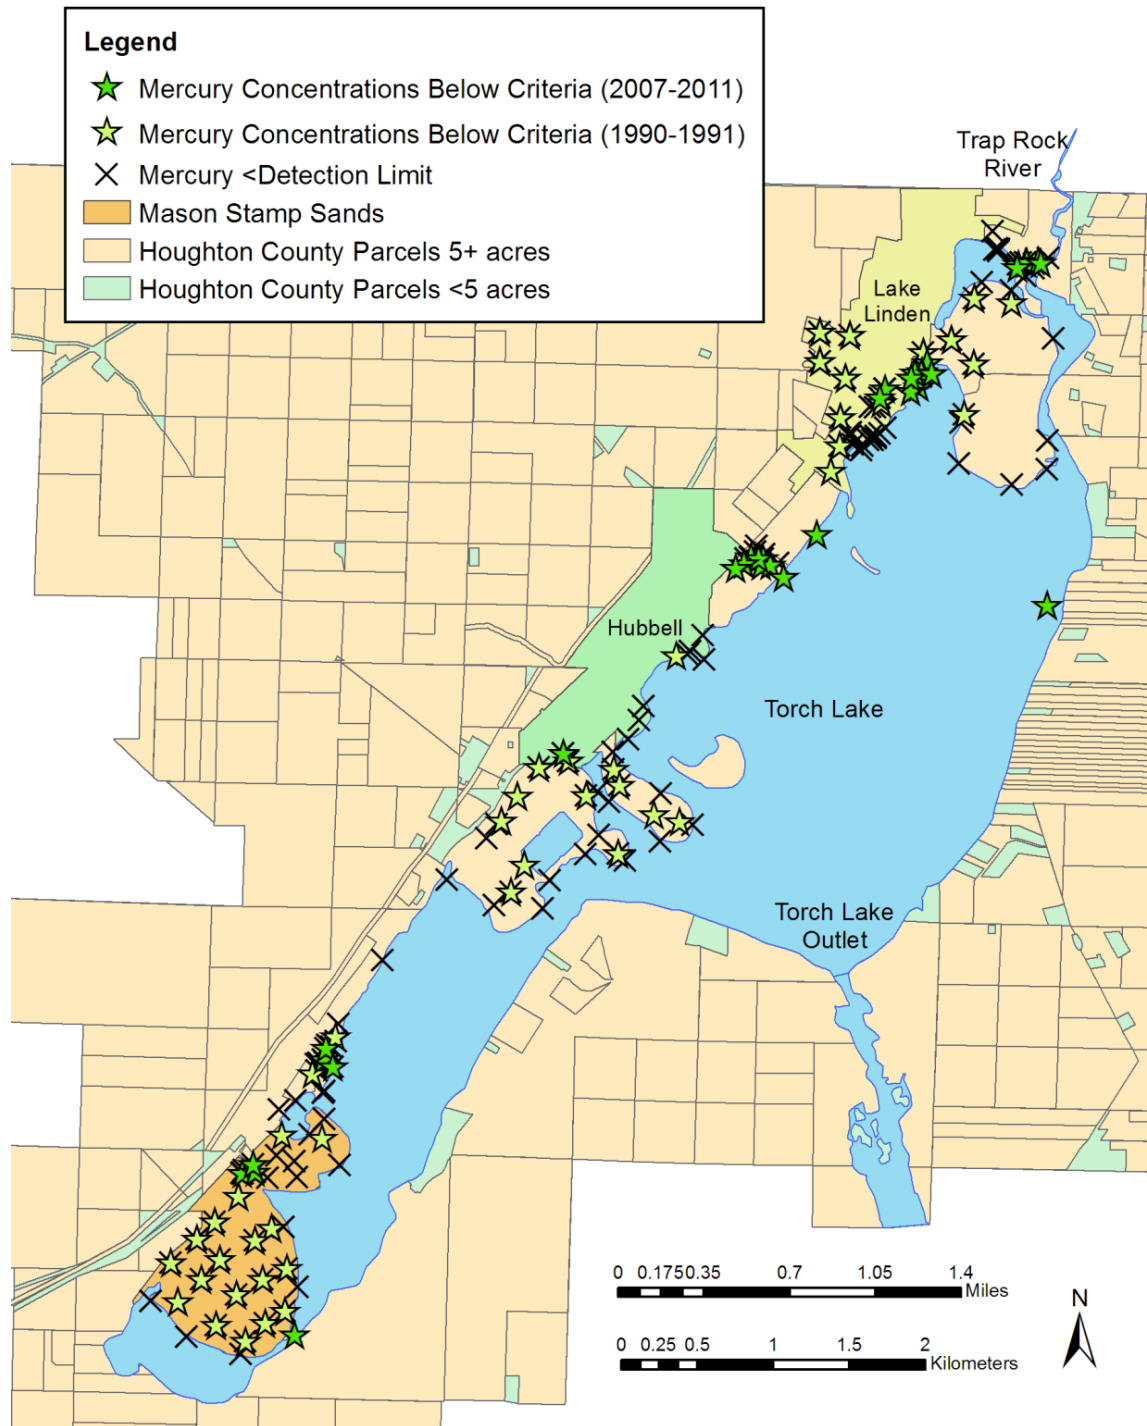 Legend
Mercury Concentrations Below Criteria (2007-2011)
Mercury Concentrations Below Criteria (1990-1991)
Mercury <Detection Limit
Mason Stamp Sands
Houghton County Parcels 5+ acres
Houghton County Parcels <5 acres
Trap Rock
River
Lake
Linden
Hubbell
Torch Lake
Torch Lake
Outlet
0 0.175 0.35 0.7 1.05 1.4
Miles
0 0.25 0.5 1 1.5 2
Kilometers
N